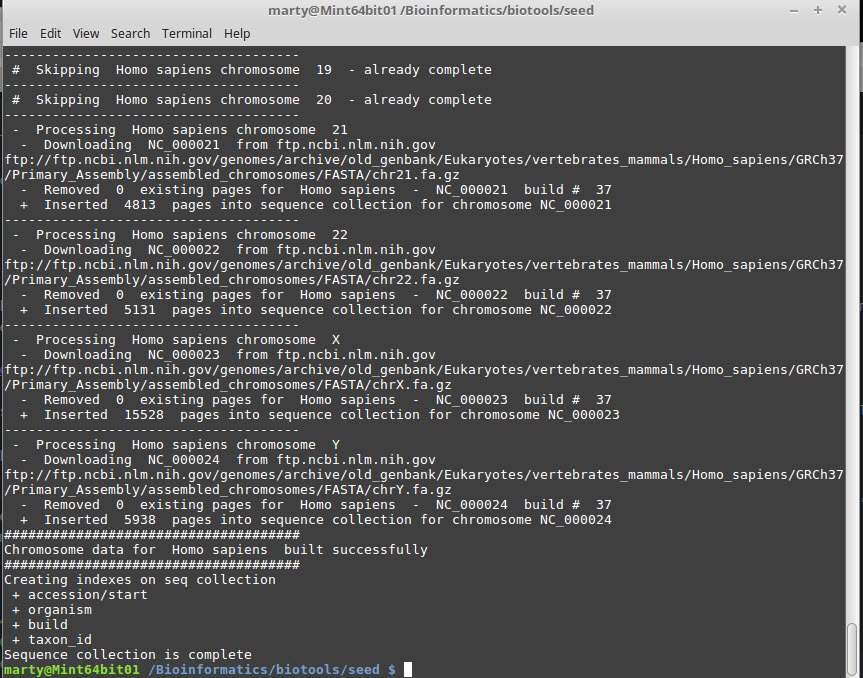 marty@Mint64bit01 /Bioinformatics/biotools/seed
File Edit View Search Terminal Help
-------------------------------------
 #  Skipping  Homo sapiens chromosome  19  - already complete
-------------------------------------
 #  Skipping  Homo sapiens chromosome  20  - already complete
-------------------------------------
 -  Processing  Homo sapiens chromosome  21
  -  Downloading  NC_000021  from ftp.ncbi.nlm.nih.gov
ftp://ftp.ncbi.nlm.nih.gov/genomes/archive/old_genbank/Eukaryotes/vertebrates_mammals/Homo_sapiens/GRCh37
/Primary_Assembly/assembled_chromosomes/FASTA/chr21.fa.gz
  -  Removed  0  existing pages for  Homo sapiens  -  NC_000021  build #  37
  +  Inserted  4813  pages into sequence collection for chromosome NC_000021
-------------------------------------
 -  Processing  Homo sapiens chromosome  22
  -  Downloading  NC_000022  from ftp.ncbi.nlm.nih.gov
ftp://ftp.ncbi.nlm.nih.gov/genomes/archive/old_genbank/Eukaryotes/vertebrates_mammals/Homo_sapiens/GRCh37
/Primary_Assembly/assembled_chromosomes/FASTA/chr22.fa.gz
  -  Removed  0  existing pages for  Homo sapiens  -  NC_000022  build #  37
  +  Inserted  5131  pages into sequence collection for chromosome NC_000022
-------------------------------------
 -  Processing  Homo sapiens chromosome  X
  -  Downloading  NC_000023  from ftp.ncbi.nlm.nih.gov
ftp://ftp.ncbi.nlm.nih.gov/genomes/archive/old_genbank/Eukaryotes/vertebrates_mammals/Homo_sapiens/GRCh37
/Primary_Assembly/assembled_chromosomes/FASTA/chrX.fa.gz
  -  Removed  0  existing pages for  Homo sapiens  -  NC_000023  build #  37
  +  Inserted  15528  pages into sequence collection for chromosome NC_000023
-------------------------------------
 -  Processing  Homo sapiens chromosome  Y
  -  Downloading  NC_000024  from ftp.ncbi.nlm.nih.gov
ftp://ftp.ncbi.nlm.nih.gov/genomes/archive/old_genbank/Eukaryotes/vertebrates_mammals/Homo_sapiens/GRCh37
/Primary_Assembly/assembled_chromosomes/FASTA/chrY.fa.gz
  -  Removed  0  existing pages for  Homo sapiens  -  NC_000024  build #  37
  +  Inserted  5938  pages into sequence collection for chromosome NC_000024
#####################################
Chromosome data for  Homo sapiens  built successfully
#####################################
Creating indexes on seq collection
 + accession/start
 + organism
 + build
 + taxon_id
Sequence collection is complete
marty@Mint64bit01 /Bioinformatics/biotools/seed $